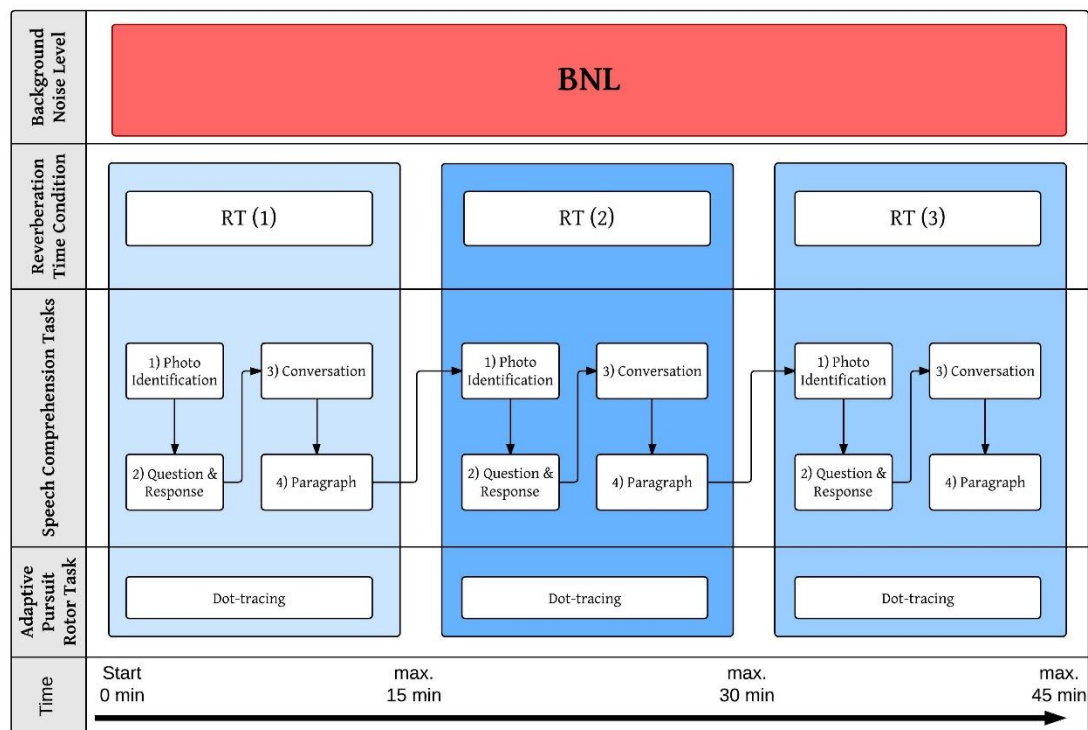 Background
Noise Level
BNL
Reverberation
Time Condition
RT (1)
RT (2)
RT (3)
Speech Comprehension Tasks
1) Photo
Identification
3) Conversation
2) Question &
Response
4) Paragraph
1) Photo
Identification
3) Conversation
2) Question &
Response
4) Paragraph
1) Photo
Identification
3) Conversation
2) Question &
Response
4) Paragraph
Adaptive
Pursuit
Rotor Task
Dot-tracing
Dot-tracing
Dot-tracing
Time
Start
0 min
max.
15 min
max.
30 min
max.
45 min